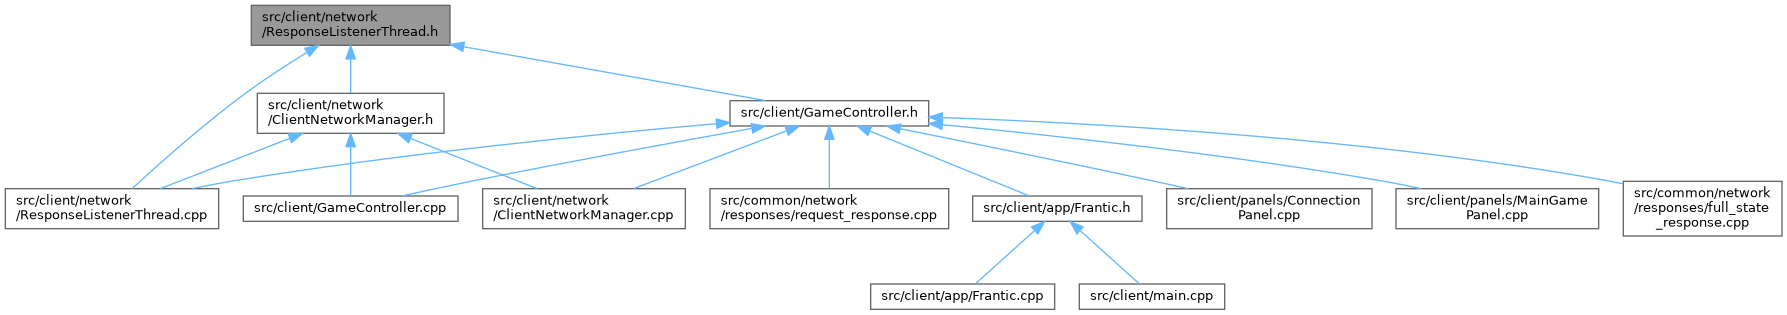 src/client/network
/ResponseListenerThread.h
src/client/network
/ClientNetworkManager.h
src/client/GameController.h
src/client/network
/ResponseListenerThread.cpp
src/client/GameController.cpp
src/client/network
/ClientNetworkManager.cpp
src/common/network
/responses/request_response.cpp
src/client/app/Frantic.h
src/client/panels/Connection
Panel.cpp
src/client/panels/MainGame
Panel.cpp
src/common/network
/responses/full_state
_response.cpp
src/client/app/Frantic.cpp
src/client/main.cpp